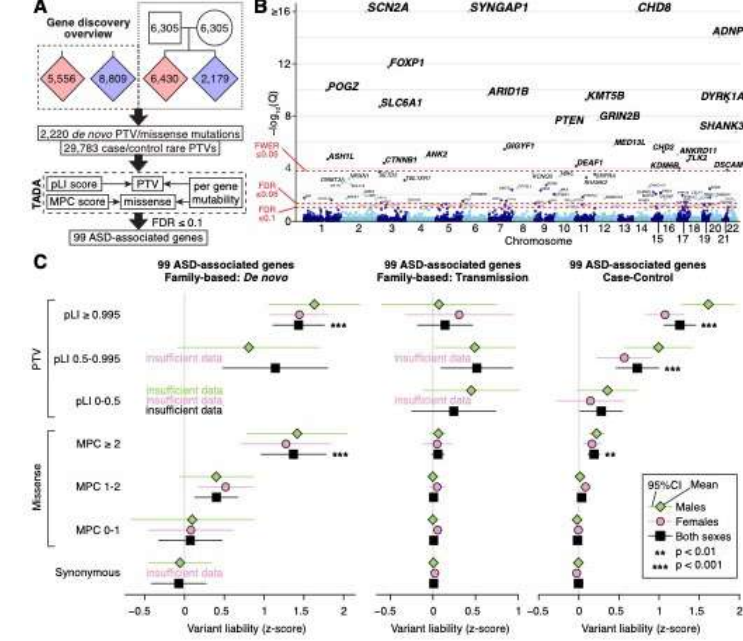 A
Gene discovery
overview
6,305
6,305
5,556
8,809
6,430
2,179
2,220 de novo PTV/missense mutations
29,783 case/control rare PTVs
TADA
pLI score
PTV
per gene
mutability
MPC score
missense
FDR ≤ 0.1
99 ASD-associated genes
B
-log10(Q)
≥16
12
8
4
0
FWER
≤0.05
FDR
≤0.05
FDR
≤0.1
SCN2A
SYNGAP1
CHD8
ADNP
FOXP1
POGZ
SLC6A1
ARID1B
KMT5B
DYRK1A
PTEN
GRIN2B
SHANK3
GIGYF1
MED13L
CHD2
ANKRD11
TLK2
ASH1L
CTNNB1
ANK2
DEAF1
KDM6B
DSCAM
1 2 3 4 5 6 7 8 9 10 11 12 13 14 15 16 17 18 19 20 21 22
Chromosome
C
99 ASD-associated genes
Family-based: De novo
99 ASD-associated genes
Family-based: Transmission
99 ASD-associated genes
Case-Control
PTV
pLI ≥ 0.995
***
***
pLI 0.5-0.995
insufficient data
insufficient data
***
pLI 0-0.5
insufficient data
insufficient data
insufficient data
insufficient data
Missense
MPC ≥ 2
***
**
MPC 1-2
MPC 0-1
Synonymous
insufficient data
95%CI Mean
Males
Females
Both sexes
** p < 0.01
*** p < 0.001
−0.5 0 0.5 1 1.5 2
−0.5 0 0.5 1
−0.5 0 0.5 1 1.5 2
Variant liability (z-score)
Variant liability (z-score)
Variant liability (z-score)